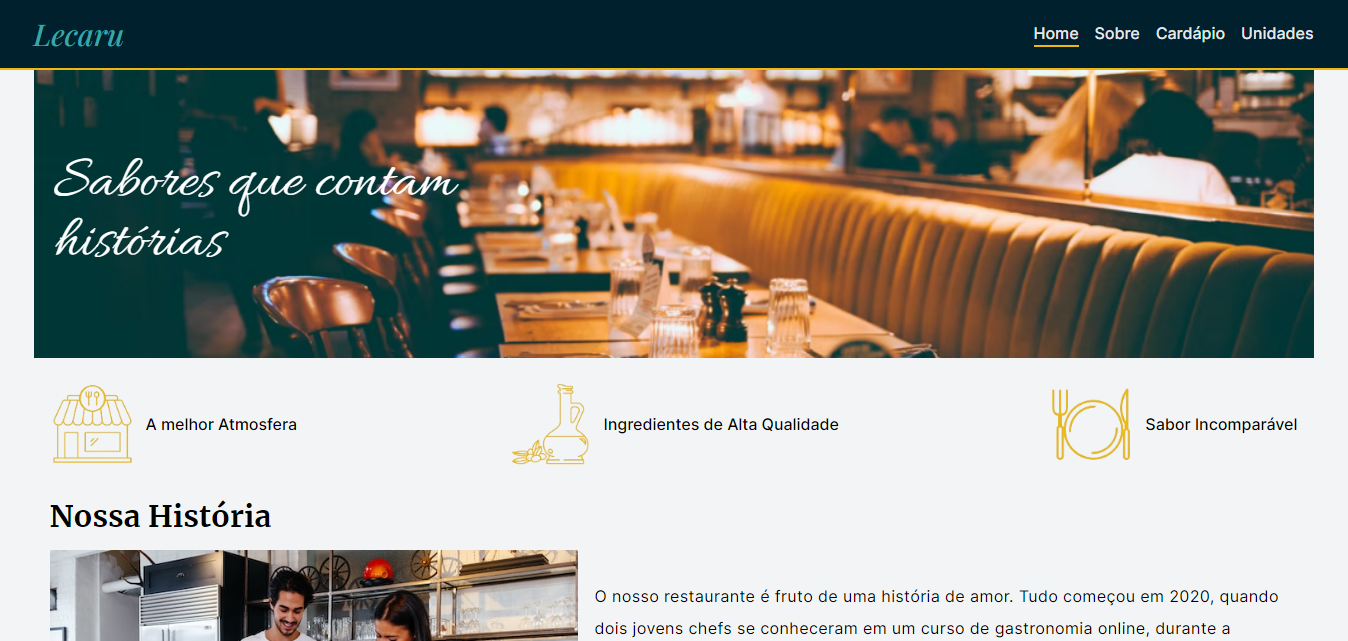 Lecaru
Home Sobre Cardápio Unidades
Sabores que contam
histórias
A melhor Atmosfera
Ingredientes de Alta Qualidade
Sabor Incomparável
Nossa História
O nosso restaurante é fruto de uma história de amor. Tudo começou em 2020, quando
dois jovens chefs se conheceram em um curso de gastronomia online, durante a